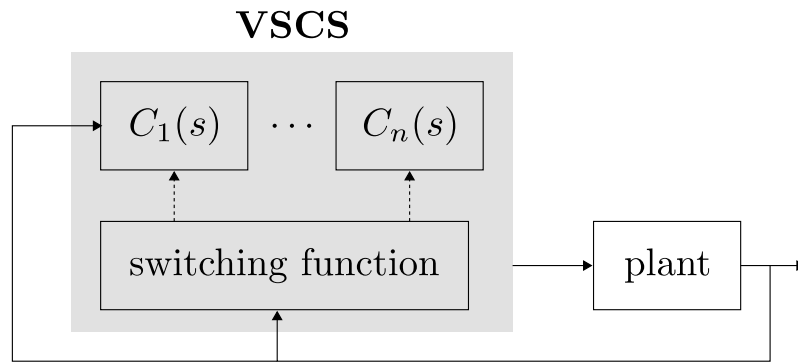 VSCS
C₁(s) ⋯ Cₙ(s)
switching function
plant